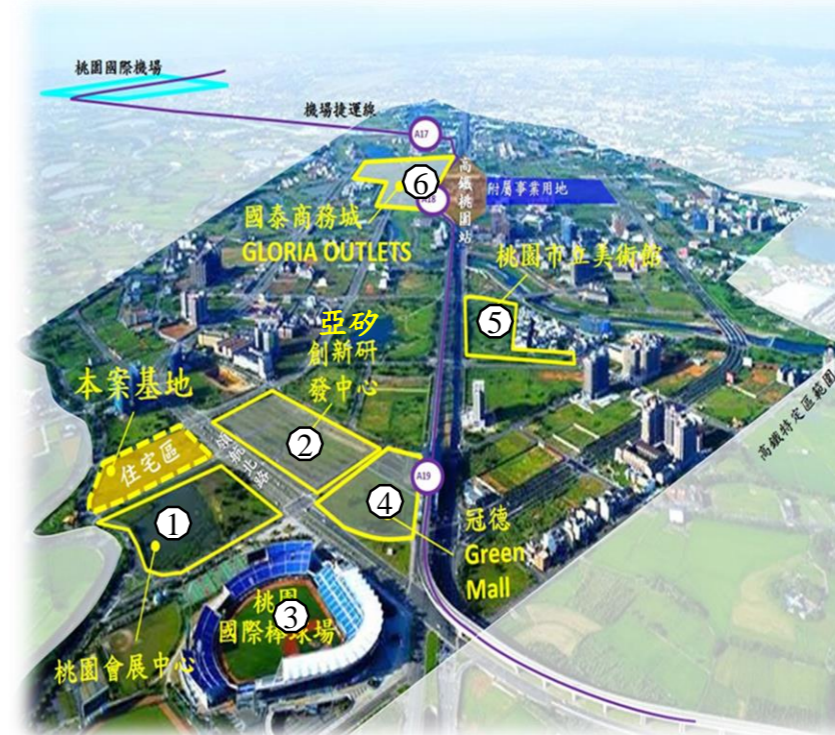 桃園國際機場
機場捷運線
A17
⑥
A18
高鐵桃園站
附屬事業用地
國泰商務城
GLORIA OUTLETS
桃園市立美術館
⑤
亞矽
創新研
發中心
本案基地
住宅區
領航北路
②
高鐵特定區範圍
A19
④
①
冠德
Green
Mall
桃園
③
國際棒球場
桃園會展中心